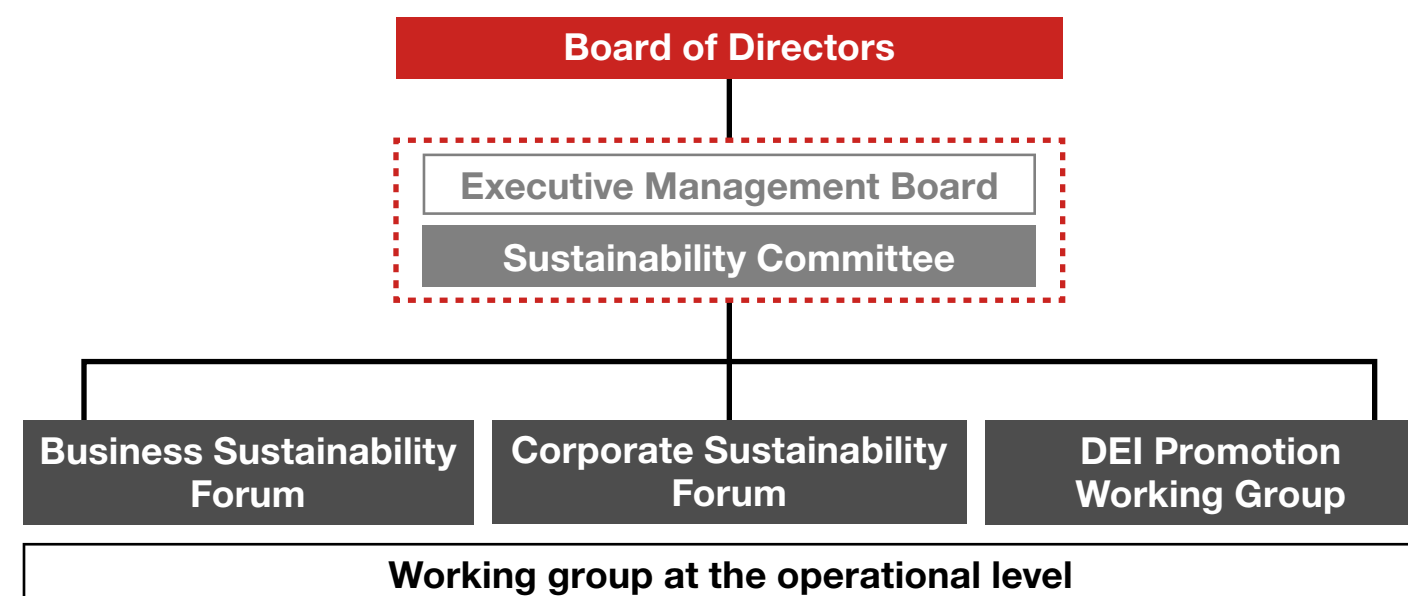 Board of Directors
Executive Management Board
Sustainability Committee
Business Sustainability
Forum
Corporate Sustainability
Forum
DEI Promotion
Working Group
Working group at the operational level